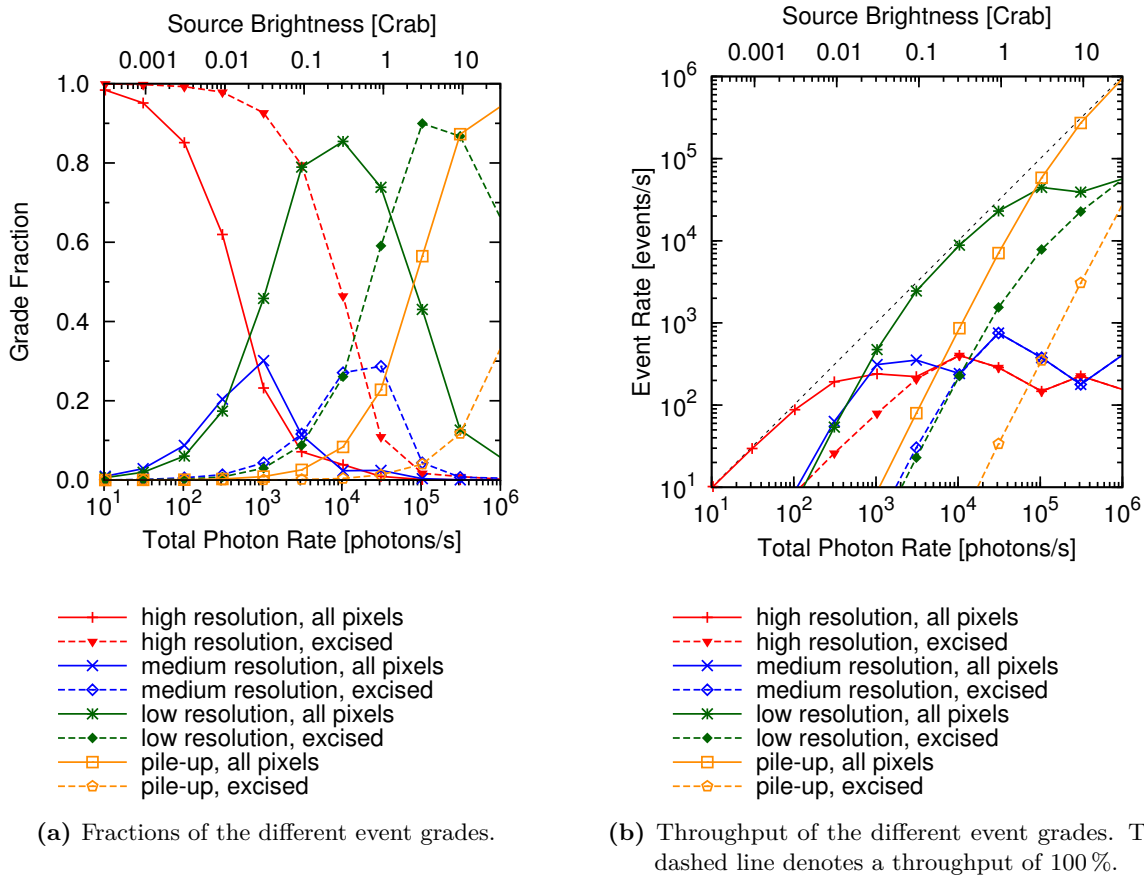 Source Brightness [Crab]
0.001 0.01 0.1 1 10
1.0
0.8
0.6
0.4
0.2
0.0
Grade Fraction
10^1 10^2 10^3 10^4 10^5 10^6
Total Photon Rate [photons/s]
high resolution, all pixels
high resolution, excised
medium resolution, all pixels
medium resolution, excised
low resolution, all pixels
low resolution, excised
pile-up, all pixels
pile-up, excised
(a) Fractions of the different event grades.
Source Brightness [Crab]
0.001 0.01 0.1 1 10
10^6
10^5
10^4
10^3
10^2
10^1
Event Rate [events/s]
10^1 10^2 10^3 10^4 10^5 10^6
Total Photon Rate [photons/s]
high resolution, all pixels
high resolution, excised
medium resolution, all pixels
medium resolution, excised
low resolution, all pixels
low resolution, excised
pile-up, all pixels
pile-up, excised
(b) Throughput of the different event grades. T
dashed line denotes a throughput of 100 %.